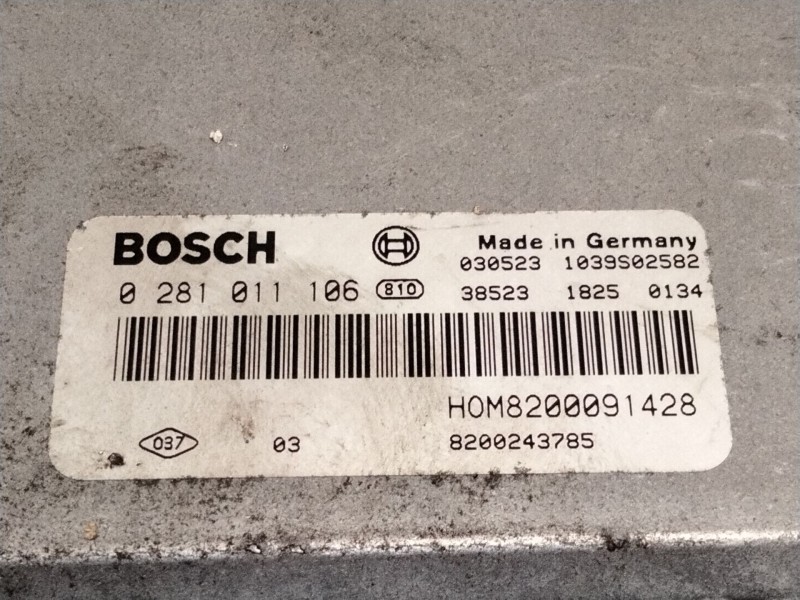 BOSCH
Made in Germany
030523 1039S02582
0 281 011 106 810
38523 1825 0134
HOM8200091428
037 03 8200243785